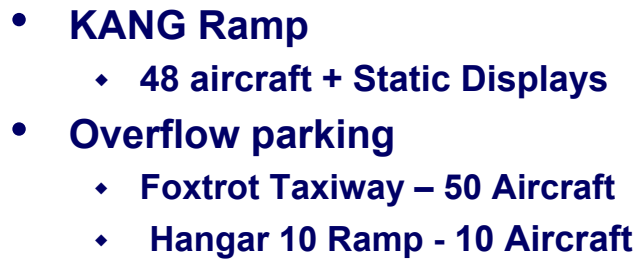 • KANG Ramp
⬩ 48 aircraft + Static Displays
• Overflow parking
⬩ Foxtrot Taxiway – 50 Aircraft
⬩ Hangar 10 Ramp - 10 Aircraft